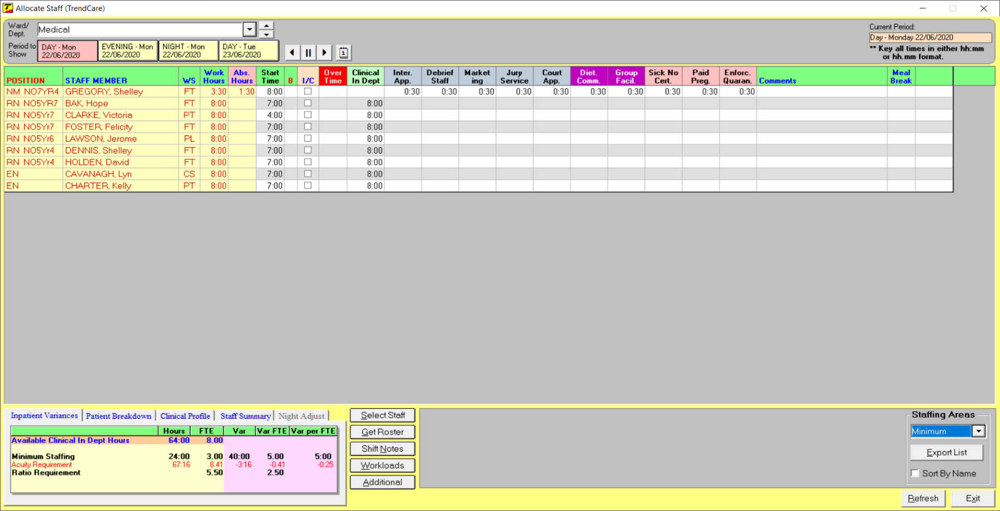 Allocate Staff (TrendCare)
Ward/ Dept. Medical
Current Period:
Day - Monday 22/06/2020
** Key all times in either hh:mm
or hh.mm format.
Period to Show
DAY - Mon 22/06/2020
EVENING - Mon 22/06/2020
NIGHT - Mon 22/06/2020
DAY - Tue 23/06/2020
1
POSITION STAFF MEMBER WS Work Hours Abs. Hours Start Time B I/C Over Time Clinical In Dept Inter. App. Debrief Staff Market ing Jury Service Court App. Diet. Comm. Group Facil. Sick No Cert. Paid Preg. Enforc. Quaran. Comments Meal Break
NM NO7YR4 GREGORY, Shelley FT 3:30 1:30 8:00 0:30 0:30 0:30 0:30 0:30 0:30 0:30 0:30 0:30 0:30
RN NO5YR7 BAK, Hope FT 8:00 7:00 8:00
RN NO5Yr7 CLARKE, Victoria PT 8:00 4:00 8:00
RN NO5Yr7 FOSTER, Felicity FT 8:00 7:00 8:00
RN NO5Yr6 LAWSON, Jerome PL 8:00 7:00 8:00
RN NO5Yr4 DENNIS, Shelley FT 8:00 7:00 8:00
RN NO5Yr4 HOLDEN, David FT 8:00 7:00 8:00
EN CAVANAGH, Lyn CS 8:00 7:00 8:00
EN CHARTER, Kelly PT 8:00 7:00 8:00
Inpatient Variances Patient Breakdown Clinical Profile Staff Summary Night Adjust
Hours FTE Var Var FTE Var per FTE
Available Clinical In Dept Hours 64:00 8.00
Minimum Staffing 24:00 3.00 40:00 5.00 5:00
Acuity Requirement 67:16 8.41 -3:16 -0.41 -0:25
Ratio Requirement 5.50 2.50
Select Staff
Get Roster
Shift Notes
Workloads
Additional
Staffing Areas
Minimum
Export List
Sort By Name
Refresh Exit